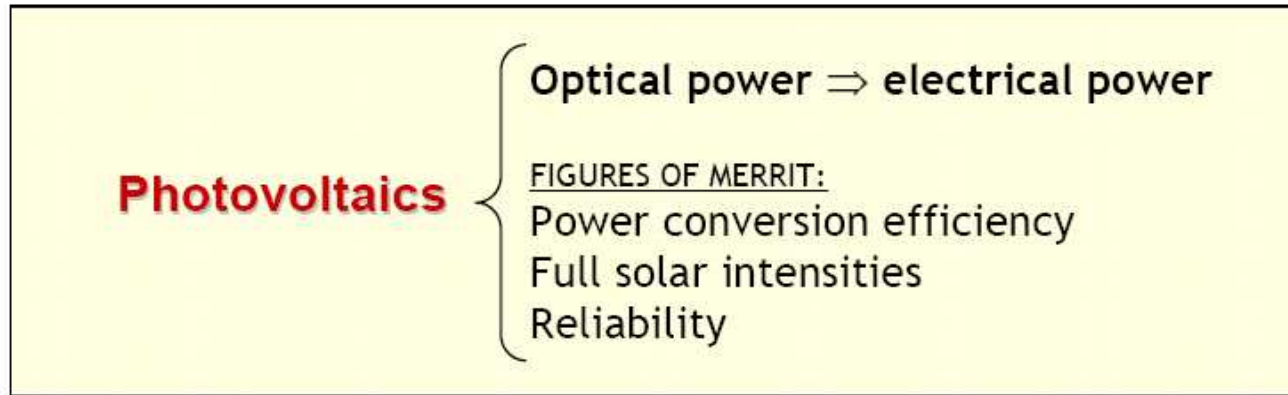 Photovoltaics
Optical power ⇒ electrical power
FIGURES OF MERRIT:
Power conversion efficiency
Full solar intensities
Reliability